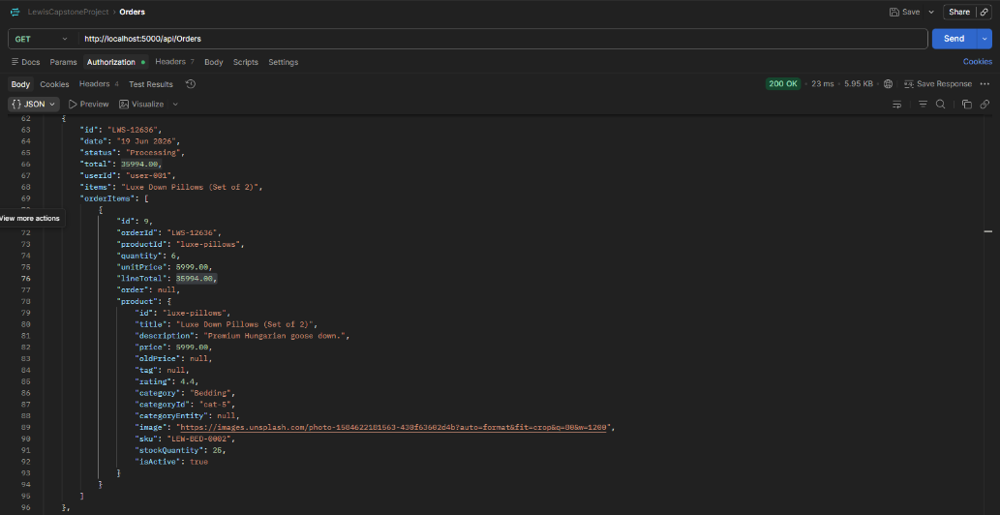 LewisCapstoneProject > Orders
Save
Share
GET
http://localhost:5000/api/Orders
Send
Docs
Params
Authorization
Headers 7
Body
Scripts
Settings
Cookies
Body
Cookies
Headers 4
Test Results
200 OK
23 ms
5.95 KB
Save Response
{} JSON
Preview
Visualize
62 {
63 "id": "LWS-12636",
64 "date": "19 Jun 2026",
65 "status": "Processing",
66 "total": 35994.00,
67 "userId": "user-001",
68 "items": "Luxe Down Pillows (Set of 2)",
69 "orderItems": [
{
View more actions
"id": 9,
72 "orderId": "LWS-12636",
73 "productId": "luxe-pillows",
74 "quantity": 6,
75 "unitPrice": 5999.00,
76 "lineTotal": 35994.00,
77 "order": null,
78 "product": {
79 "id": "luxe-pillows",
80 "title": "Luxe Down Pillows (Set of 2)",
81 "description": "Premium Hungarian goose down.",
82 "price": 5999.00,
83 "oldPrice": null,
84 "tag": null,
85 "rating": 4.4,
86 "category": "Bedding",
87 "categoryId": "cat-5",
88 "categoryEntity": null,
89 "image": "https://images.unsplash.com/photo-1584622181563-430f63602d4b?auto=format&fit=crop&q=80&w=1200",
90 "sku": "LEW-BED-0002",
91 "stockQuantity": 25,
92 "isActive": true
93 }
94 }
95 ]
96 },